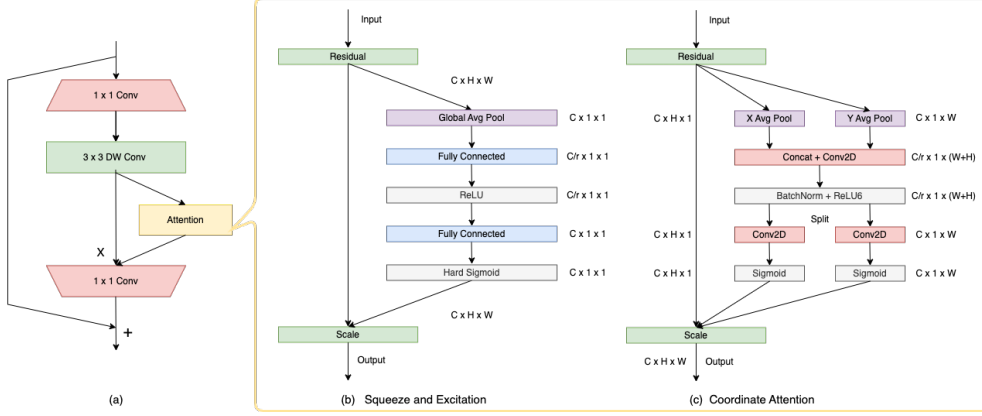 1 x 1 Conv
3 x 3 DW Conv
Attention
X
1 x 1 Conv
+
(a)
Input
Residual
C x H x W
Global Avg Pool
C x 1 x 1
Fully Connected
C/r x 1 x 1
ReLU
C/r x 1 x 1
Fully Connected
C x 1 x 1
Hard Sigmoid
C x 1 x 1
C x H x W
Scale
Output
(b) Squeeze and Excitation
Input
Residual
C x H x 1
X Avg Pool
Y Avg Pool
C x 1 x W
Concat + Conv2D
C/r x 1 x (W+H)
BatchNorm + ReLU6
C/r x 1 x (W+H)
Split
C x H x 1
Conv2D
Conv2D
C x 1 x W
C x H x 1
Sigmoid
Sigmoid
C x 1 x W
Scale
C x H x W
Output
(c) Coordinate Attention